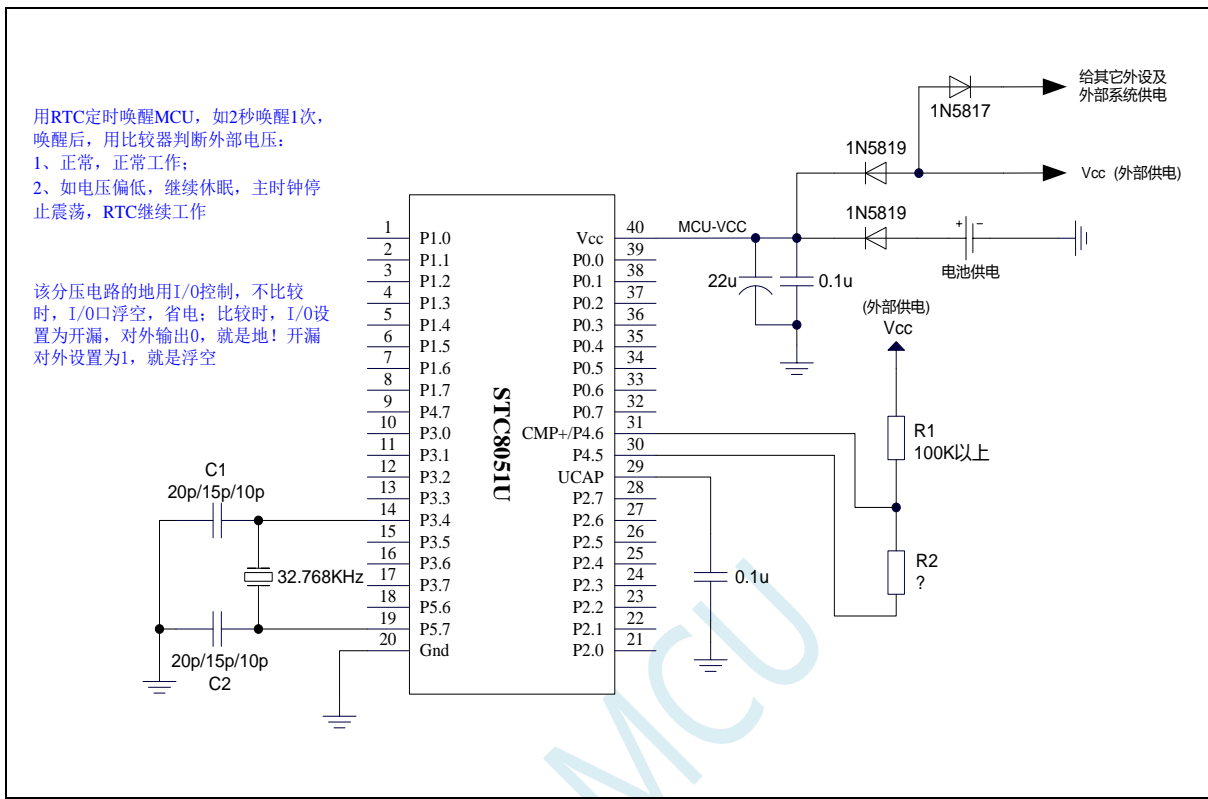 用RTC定时唤醒MCU，如2秒唤醒1次，
唤醒后，用比较器判断外部电压：
1、正常，正常工作；
2、如电压偏低，继续休眠，主时钟停
止震荡，RTC继续工作
该分压电路的地用I/O控制，不比较
时，I/O口浮空，省电；比较时，I/O设
置为开漏，对外输出0，就是地！开漏
对外设置为1，就是浮空
给其它外设及
外部系统供电
1N5817
1N5819
Vcc (外部供电)
1N5819
+ −
电池供电
MCU-VCC
22u
0.1u
(外部供电)
Vcc
R1
100K以上
R2
?
0.1u
STC8051U
1 P1.0
2 P1.1
3 P1.2
4 P1.3
5 P1.4
6 P1.5
7 P1.6
8 P1.7
9 P4.7
10 P3.0
11 P3.1
12 P3.2
13 P3.3
14 P3.4
15 P3.5
16 P3.6
17 P3.7
18 P5.6
19 P5.7
20 Gnd
Vcc 40
P0.0 39
P0.1 38
P0.2 37
P0.3 36
P0.4 35
P0.5 34
P0.6 33
P0.7 32
CMP+/P4.6 31
P4.5 30
UCAP 29
P2.7 28
P2.6 27
P2.5 26
P2.4 25
P2.3 24
P2.2 23
P2.1 22
P2.0 21
C1
20p/15p/10p
32.768KHz
20p/15p/10p
C2
MCU